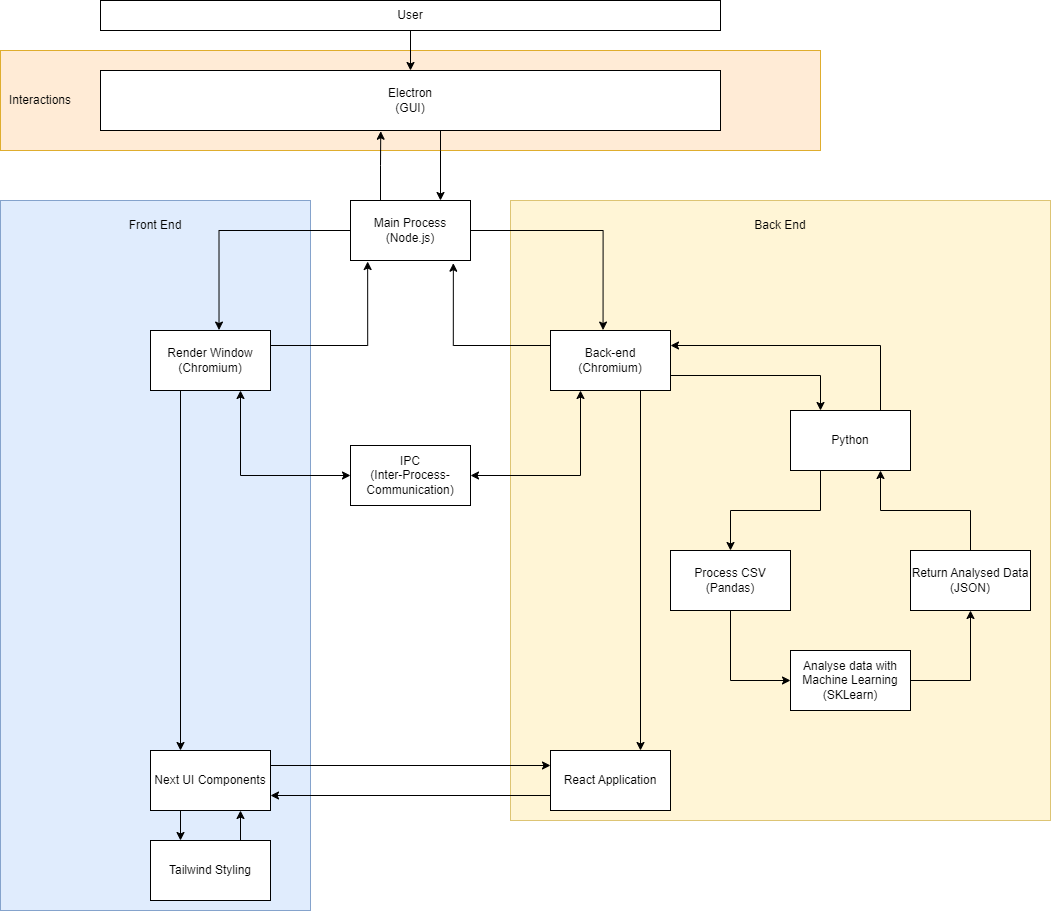 User
Interactions
Electron
(GUI)
Front End
Main Process
(Node.js)
Back End
Render Window
(Chromium)
Back-end
(Chromium)
IPC
(Inter-Process-
Communication)
Python
Process CSV
(Pandas)
Return Analysed Data
(JSON)
Analyse data with
Machine Learning
(SKLearn)
Next UI Components
React Application
Tailwind Styling